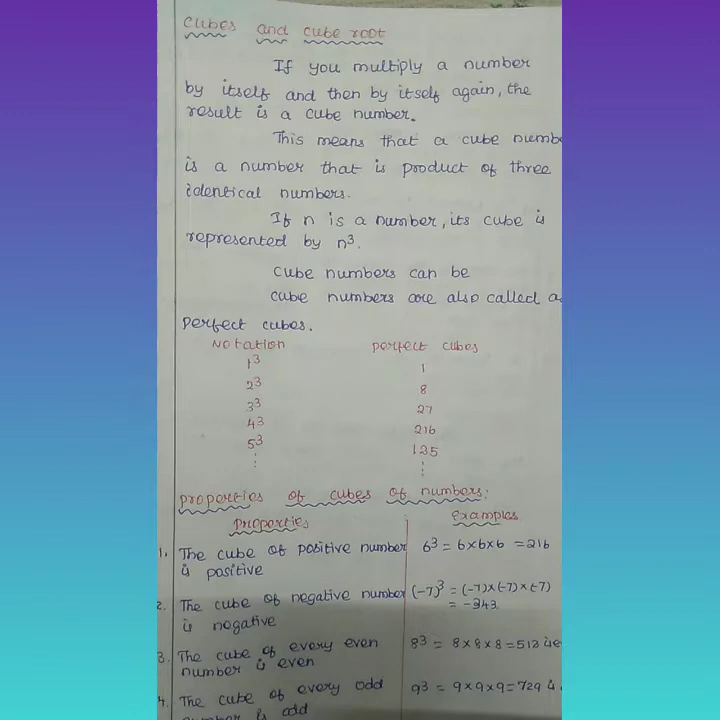 Cubes and cube root
If you multiply a number
by itself and then by itself again, the
result is a cube number.
This means that a cube numbe
is a number that is product of three
identical numbers.
If n is a number, its cube is
represented by n³.
Cube numbers can be
cube numbers are also called a
perfect cubes.
Notation perfect cubes
1³ 1
2³ 8
3³ 27
4³ 216
5³ 125
⋮ ⋮
properties of cubes of numbers:
properties examples
1. The cube of positive number 6³ = 6×6×6 = 216
is positive
2. The cube of negative number (-7)³ = (-7)×(-7)×(-7)
is negative = -343
3. The cube of every even 8³ = 8×8×8=512 is e
number is even
4. The cube of every odd 9³ = 9×9×9=729 is
number is odd